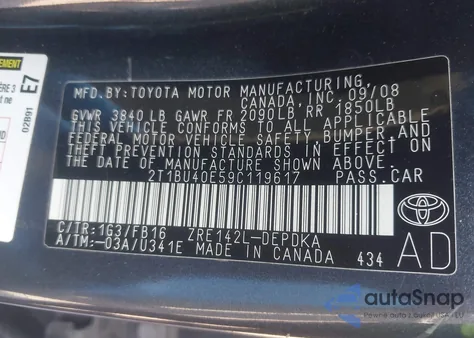 MFD.BY:TOYOTA MOTOR MANUFACTURING,
CANADA, INC. 09/08
GVWR 3840 LB GAWR FR 2090LB RR 1850LB
THIS VEHICLE CONFORMS TO ALL APPLICABLE
FEDERAL MOTOR VEHICLE SAFETY, BUMPER, AND
THEFT PREVENTION STANDARDS IN EFFECT ON
THE DATE OF MANUFACTURE SHOWN ABOVE.
2T1BU40E59C119617 PASS.CAR
C/TR:1G3/FB16 ZRE142L-DEPDKA
A/TM:-03A/U341E MADE IN CANADA 434
TOYOTA
AD
EMENT
E7
02B91
autoSnap